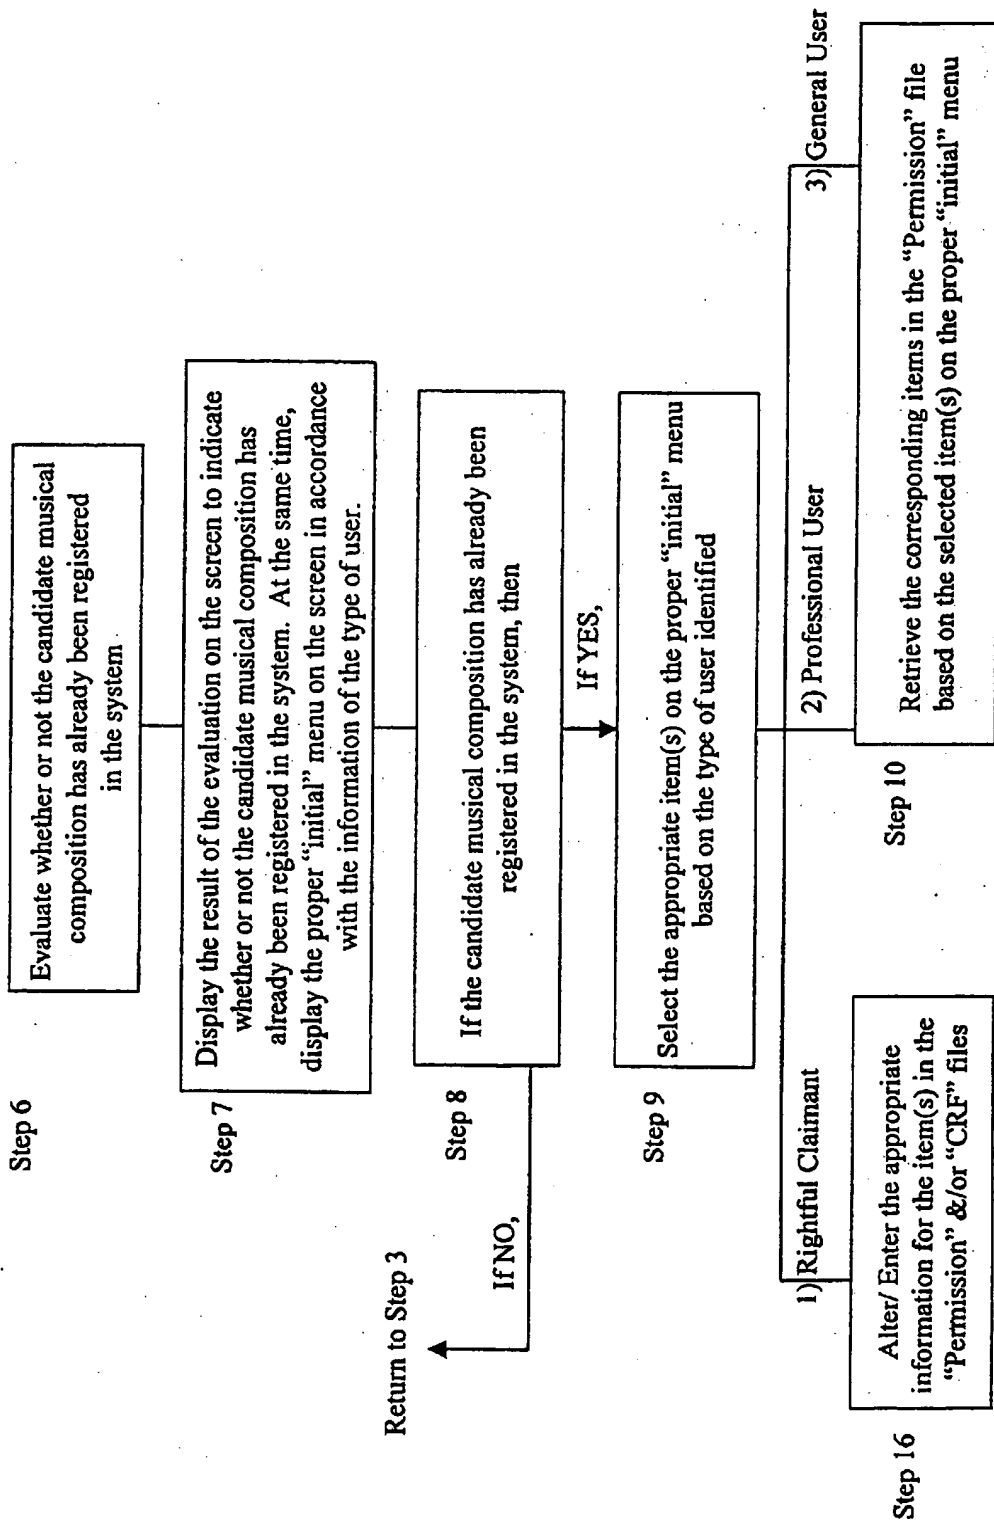 Step 6
Evaluate whether or not the candidate musical
composition has already been registered
in the system
Step 7
Display the result of the evaluation on the screen to indicate
whether or not the candidate musical composition has
already been registered in the system. At the same time,
display the proper “initial” menu on the screen in accordance
with the information of the type of user.
Return to Step 3
Step 8
If the candidate musical composition has already been
registered in the system, then
If NO,
If YES,
Step 9
Select the appropriate item(s) on the proper “initial” menu
based on the type of user identified
1) Rightful Claimant
2) Professional User
3) General User
Step 16
Alter/ Enter the appropriate
information for the item(s) in the
“Permission” &/or “CRF” files
Step 10
Retrieve the corresponding items in the “Permission” file
based on the selected item(s) on the proper “initial” menu